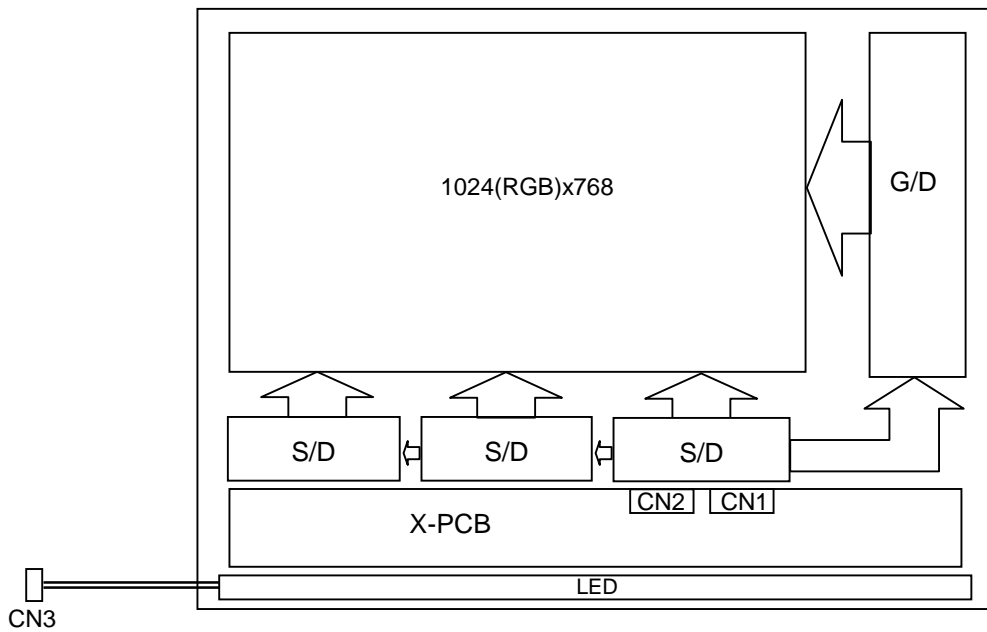 1024(RGB)x768
G/D
S/D
S/D
S/D
CN2
CN1
X-PCB
LED
CN3